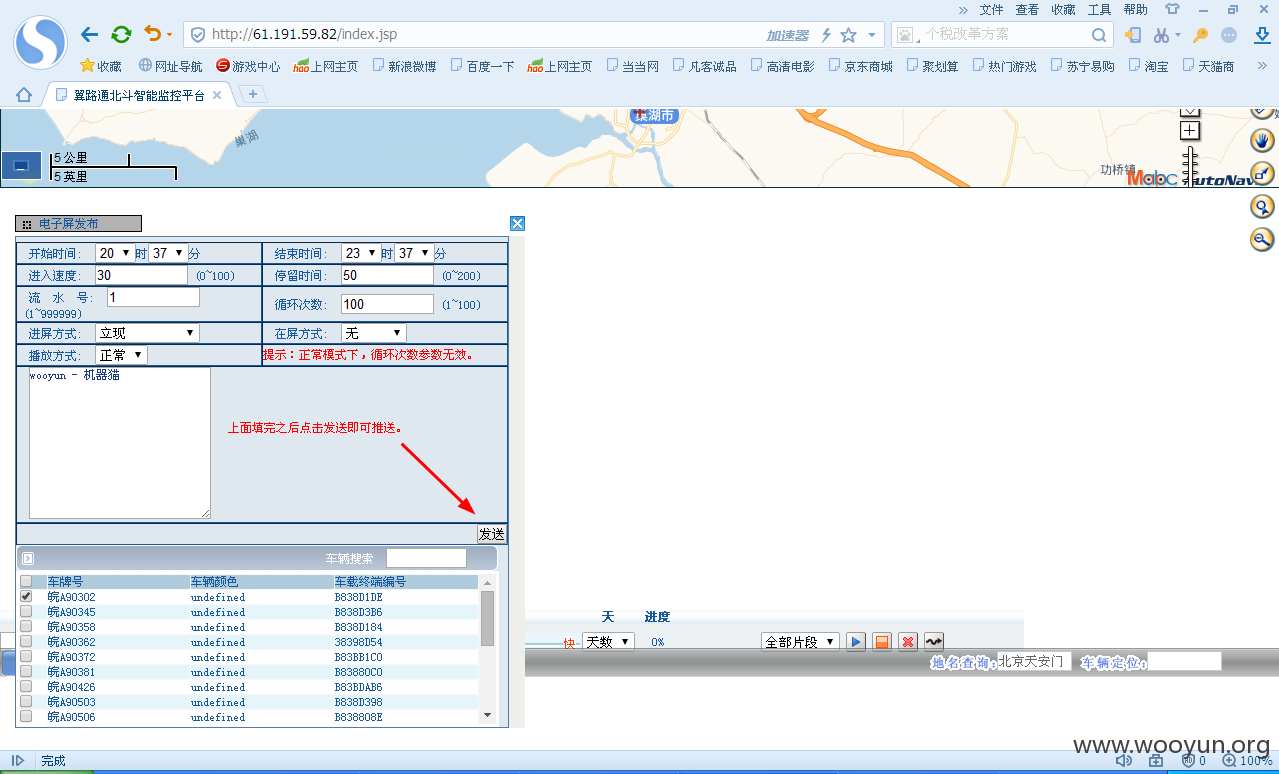 » 文件 查看 收藏 工具 帮助
http://61.191.59.82/index.jsp 加速器 个税改革方案
收藏 网址导航 游戏中心 hao上网主页 新浪微博 百度一下 hao上网主页 当当网 凡客诚品 高清电影 京东商城 聚划算 热门游戏 苏宁易购 淘宝 天猫商 »
翼路通北斗智能监控平台
巢湖市
巢湖
5 公里
5 英里
功桥镇
Mabc AutoNav
电子屏发布
开始时间: 20 时 37 分 结束时间: 23 时 37 分
进入速度: 30 (0~100) 停留时间: 50 (0~200)
流 水 号: 1
(1~999999)
循环次数: 100 (1~100)
进屏方式: 立现 在屏方式: 无
播放方式: 正常 提示：正常模式下，循环次数参数无效。
wooyun - 机器猫
上面填完之后点击发送即可推送。
发送
车辆搜索
车牌号 车辆颜色 车载终端编号
皖A90302 undefined B838D1DE
皖A90345 undefined B838D3B6
皖A90358 undefined B838D184
皖A90362 undefined 38398D54
皖A90372 undefined B83BB1C0
皖A90381 undefined B83880C0
皖A90426 undefined B83BDAB6
皖A90503 undefined B838D398
皖A90506 undefined B838808E
天 进度
快 天数 0% 全部片段
地名查询: 北京天安门 车辆定位:
www.wooyun.org
完成 0 100%